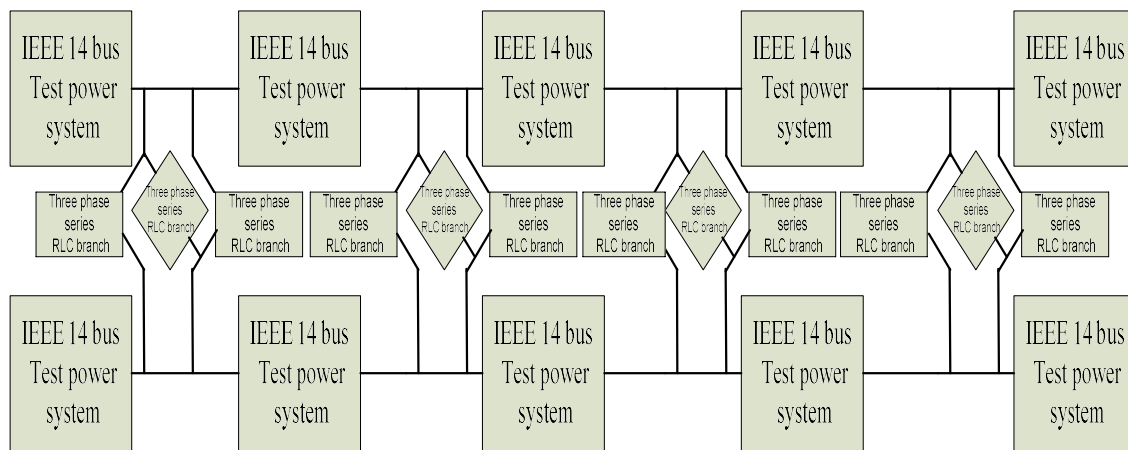 IEEE 14 bus
Test power
system
IEEE 14 bus
Test power
system
IEEE 14 bus
Test power
system
IEEE 14 bus
Test power
system
IEEE 14 bus
Test power
system
Three phase
series
RLC branch
Three phase
series
RLC branch
Three phase
series
RLC branch
Three phase
series
RLC branch
Three phase
series
RLC branch
Three phase
series
RLC branch
Three phase
series
RLC branch
Three phase
series
RLC branch
Three phase
series
RLC branch
Three phase
series
RLC branch
Three phase
series
RLC branch
Three phase
series
RLC branch
IEEE 14 bus
Test power
system
IEEE 14 bus
Test power
system
IEEE 14 bus
Test power
system
IEEE 14 bus
Test power
system
IEEE 14 bus
Test power
system